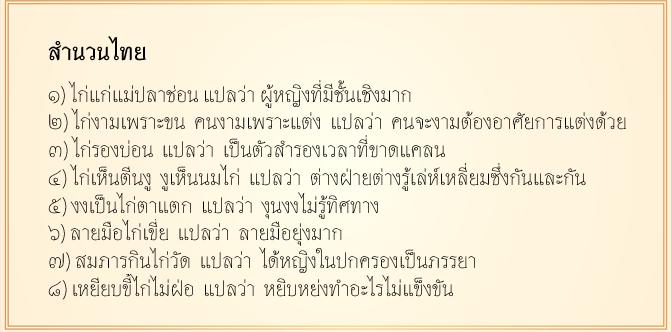 สำนวนไทย
๑) ไก่แก่แม่ปลาช่อน แปลว่า ผู้หญิงที่มีชั้นเชิงมาก
๒) ไก่งามเพราะขน คนงามเพราะแต่ง แปลว่า คนจะงามต้องอาศัยการแต่งด้วย
๓) ไก่รองบ่อน แปลว่า เป็นตัวสำรองเวลาที่ขาดแคลน
๔) ไก่เห็นตีนงู งูเห็นนมไก่ แปลว่า ต่างฝ่ายต่างรู้เล่ห์เหลี่ยมซึ่งกันและกัน
๕) งงเป็นไก่ตาแตก แปลว่า งุนงงไม่รู้ทิศทาง
๖) ลายมือไก่เขี่ย แปลว่า ลายมือยุ่งมาก
๗) สมภารกินไก่วัด แปลว่า ได้หญิงในปกครองเป็นภรรยา
๘) เหยียบขี้ไก่ไม่ฝ่อ แปลว่า หยิบหย่งทำอะไรไม่แข็งขัน